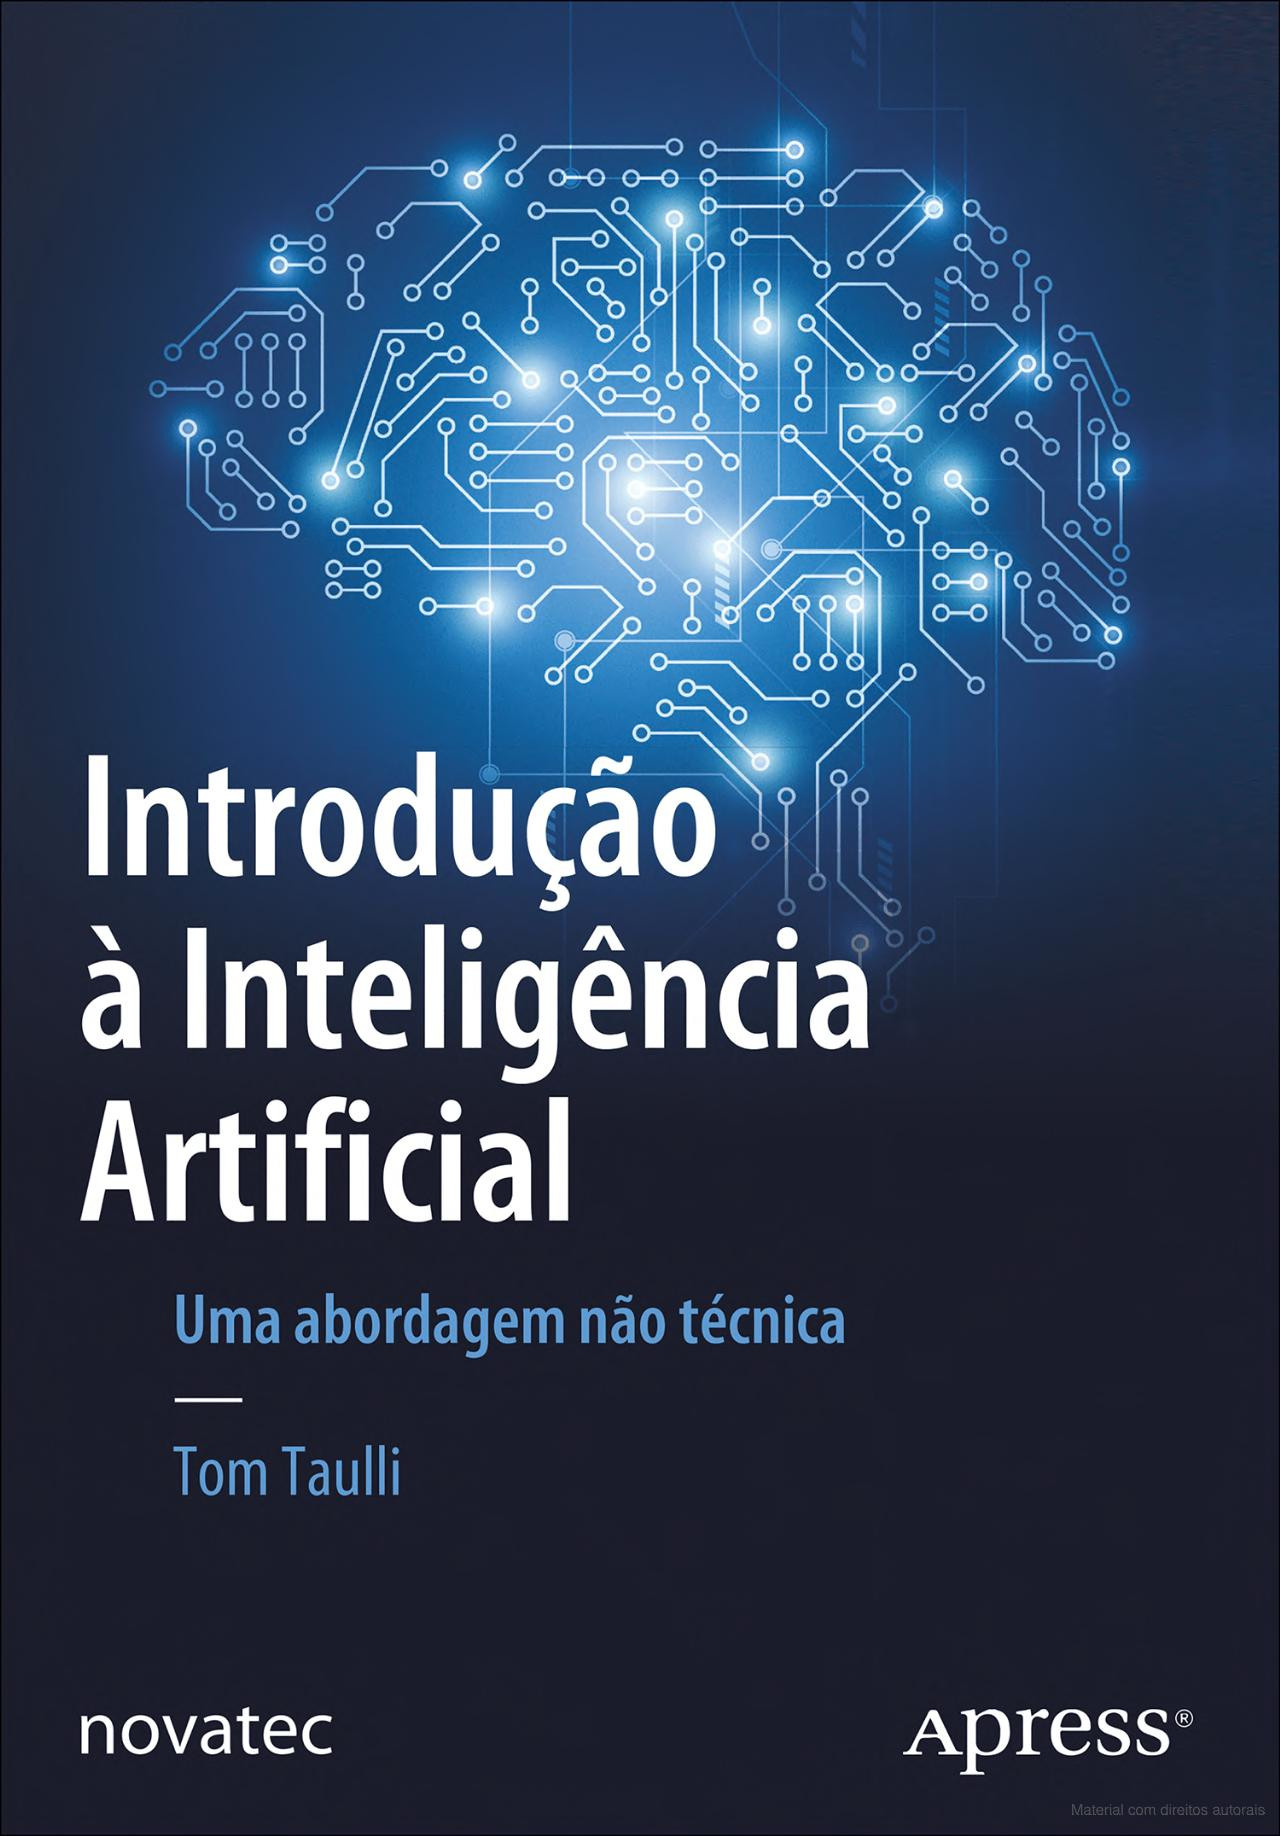 Introdução
à Inteligência
Artificial
Uma abordagem não técnica
Tom Taulli
novatec
Apress®
Material com direitos autorais